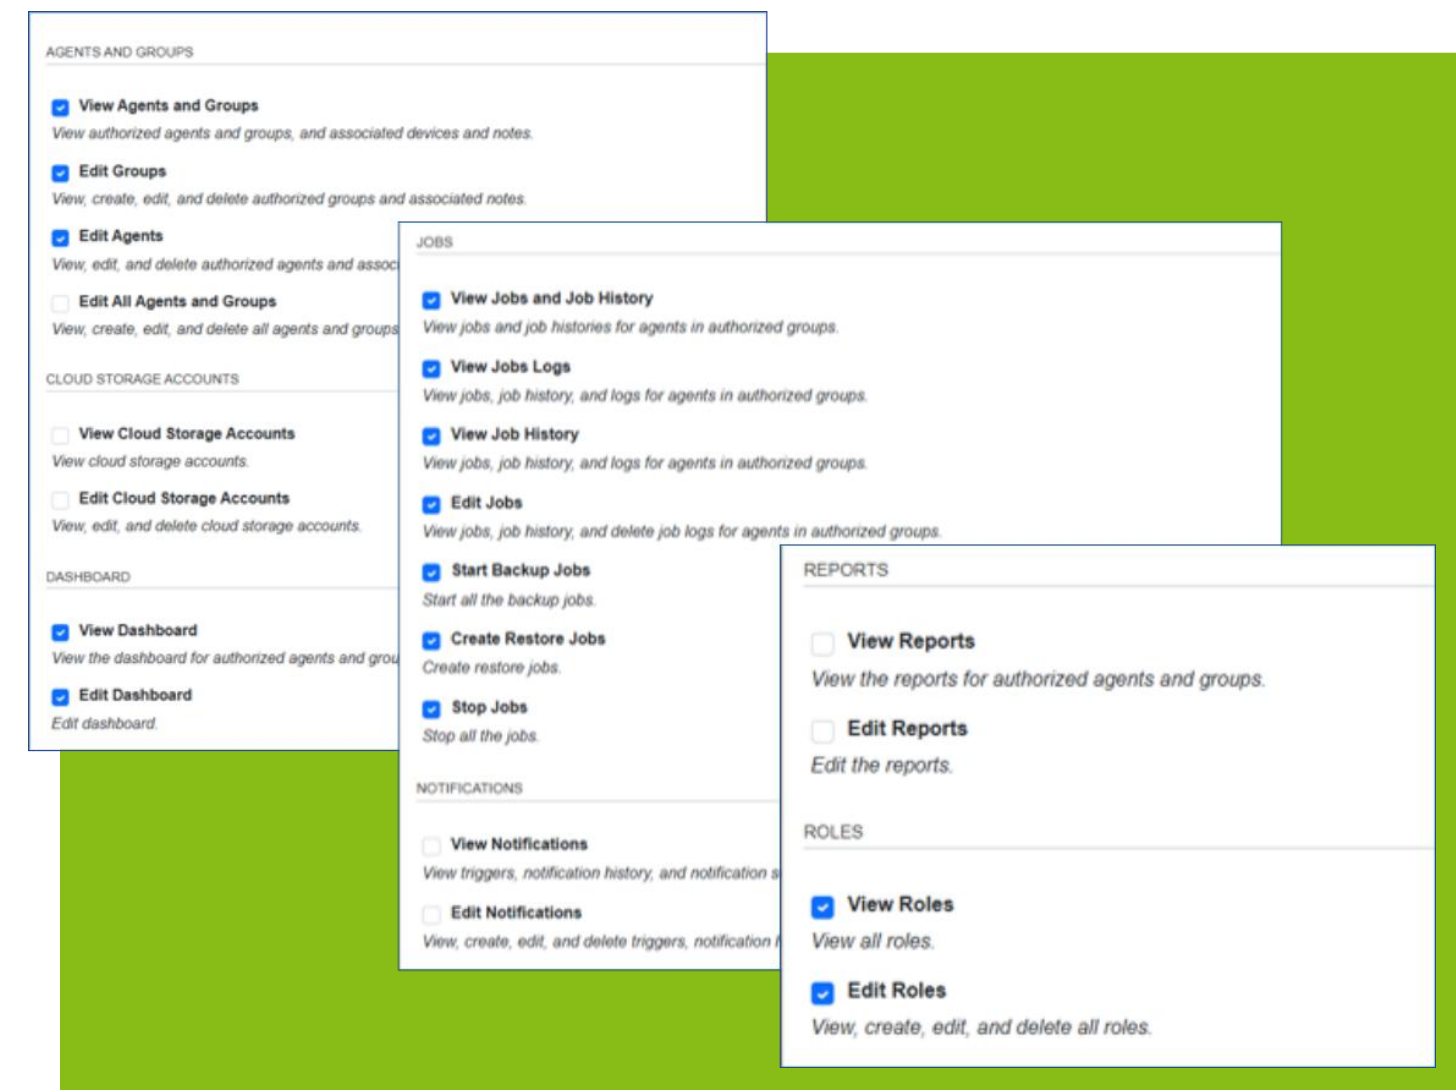 AGENTS AND GROUPS
View Agents and Groups
View authorized agents and groups, and associated devices and notes.
Edit Groups
View, create, edit, and delete authorized groups and associated notes.
Edit Agents
View, edit, and delete authorized agents and assoc
Edit All Agents and Groups
View, create, edit, and delete all agents and groups
CLOUD STORAGE ACCOUNTS
View Cloud Storage Accounts
View cloud storage accounts.
Edit Cloud Storage Accounts
View, edit, and delete cloud storage accounts.
DASHBOARD
View Dashboard
View the dashboard for authorized agents and grou
Edit Dashboard
Edit dashboard.
JOBS
View Jobs and Job History
View jobs and job histories for agents in authorized groups.
View Jobs Logs
View jobs, job history, and logs for agents in authorized groups.
View Job History
View jobs, job history, and logs for agents in authorized groups.
Edit Jobs
View jobs, job history, and delete job logs for agents in authorized groups.
Start Backup Jobs
Start all the backup jobs.
Create Restore Jobs
Create restore jobs.
Stop Jobs
Stop all the jobs.
NOTIFICATIONS
View Notifications
View triggers, notification history, and notification s
Edit Notifications
View, create, edit, and delete triggers, notification
REPORTS
View Reports
View the reports for authorized agents and groups.
Edit Reports
Edit the reports.
ROLES
View Roles
View all roles.
Edit Roles
View, create, edit, and delete all roles.